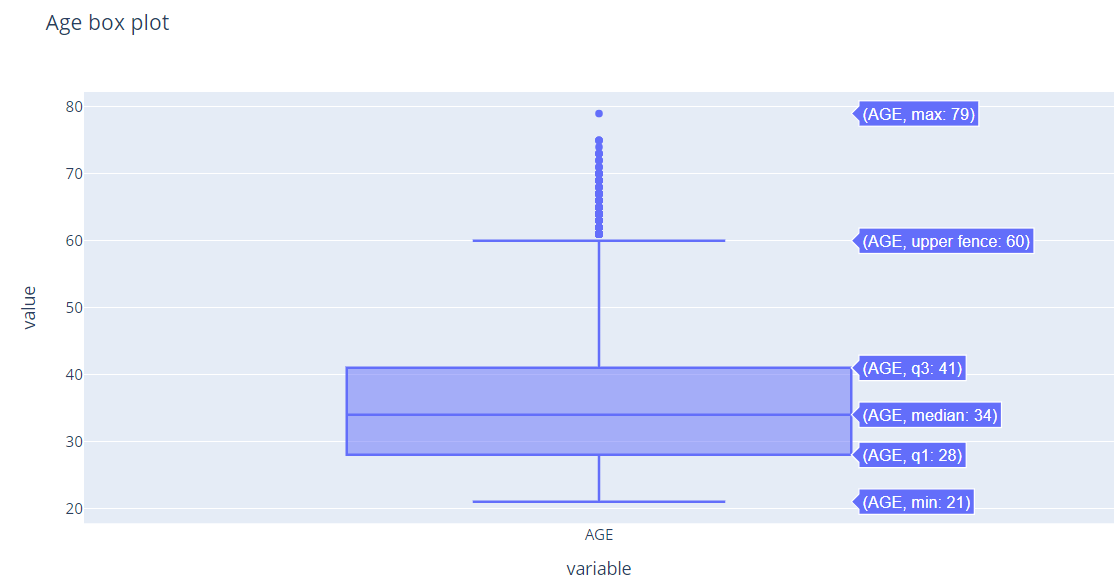 Age box plot
80
(AGE, max: 79)
70
60
(AGE, upper fence: 60)
value
50
40
(AGE, q3: 41)
(AGE, median: 34)
30
(AGE, q1: 28)
(AGE, min: 21)
20
AGE
variable